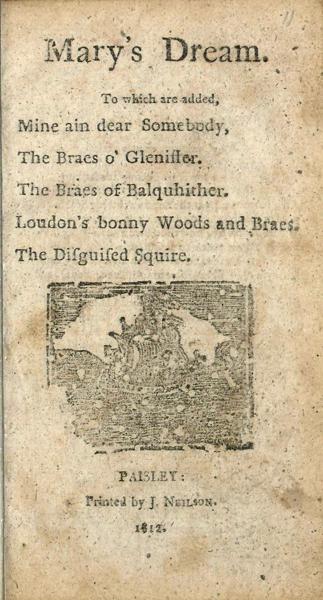 11
Mary's Dream.
To which are added,
Mine ain dear Somebody,
The Braes o' Gleniffer.
The Braes of Balquhither.
Loudon's bonny Woods and Braes.
The Diſguiſed Squire.
PAISLEY:
Printed by J. NEILSON.
1812.